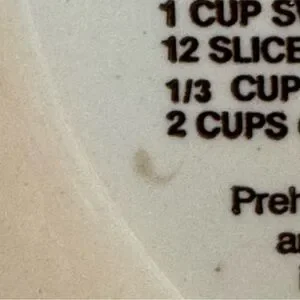 1 CUP S
12 SLICE
1/3 CUP
2 CUPS
Preh
a